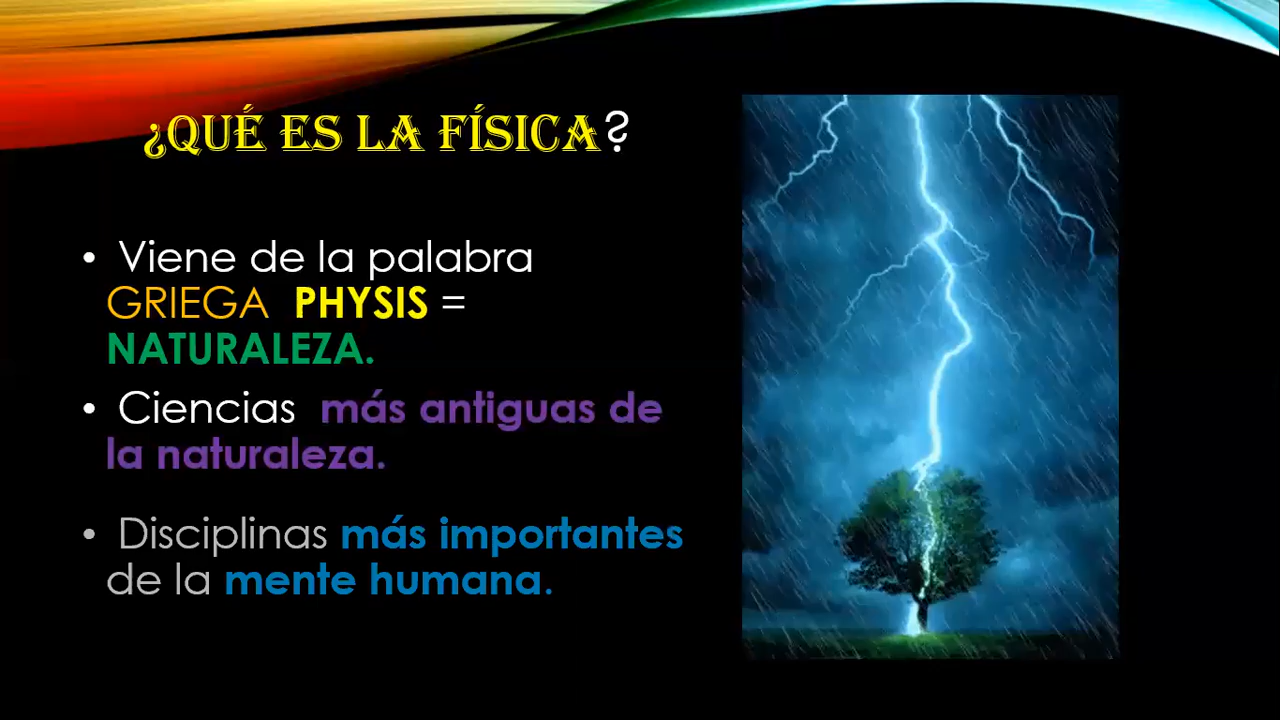 ¿QUÉ ES LA FÍSICA?
• Viene de la palabra
GRIEGA PHYSIS =
NATURALEZA.
• Ciencias más antiguas de
la naturaleza.
• Disciplinas más importantes
de la mente humana.